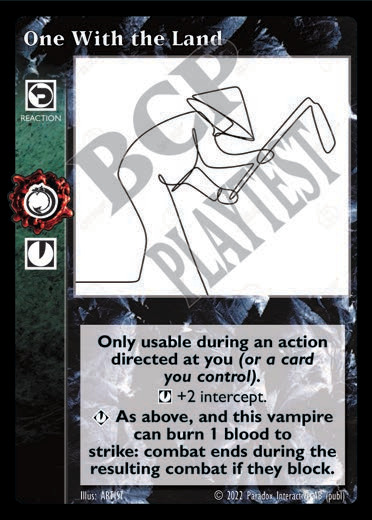 One With the Land
REACTION
BCP
PLAYTEST
Only usable during an action
directed at you (or a card
you control).
+2 intercept.
As above, and this vampire
can burn 1 blood to
strike: combat ends during the
resulting combat if they block.
Illus: ARTIST © 2022 Paradox Interactive AB (publ)